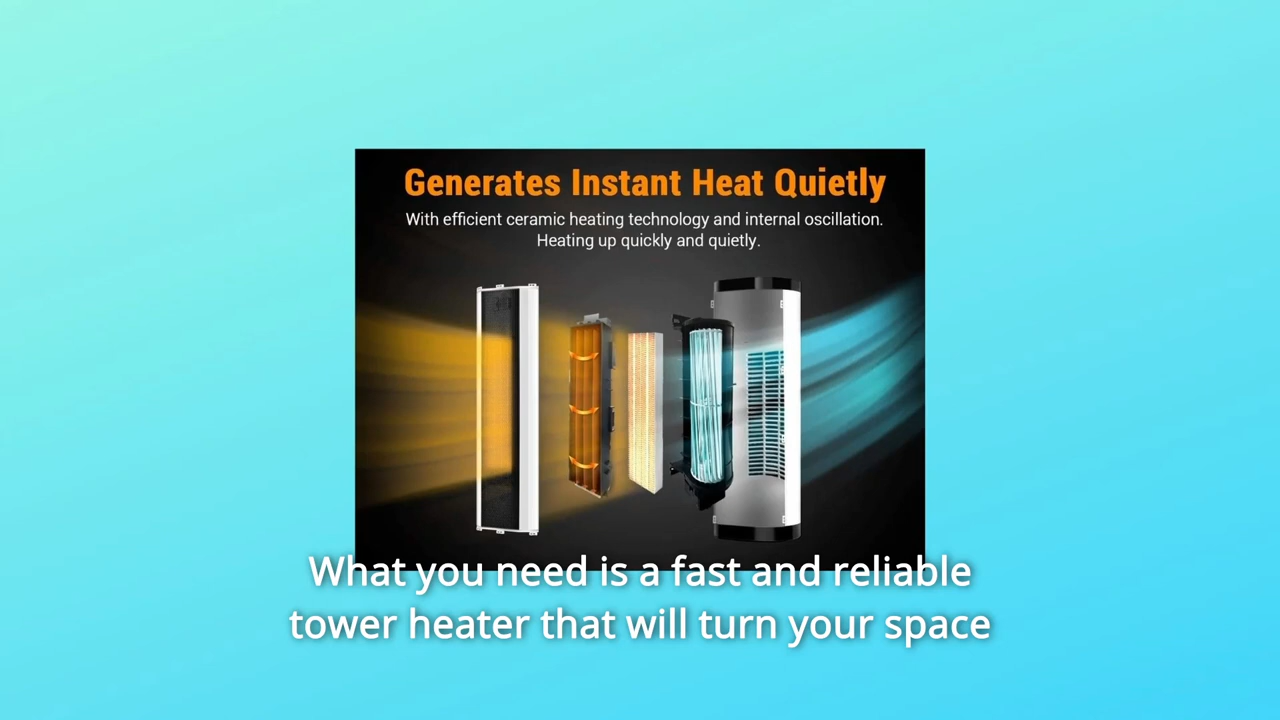 Generates Instant Heat Quietly
With efficient ceramic heating technology and internal oscillation.
Heating up quickly and quietly.
What you need is a fast and reliable
tower heater that will turn your space